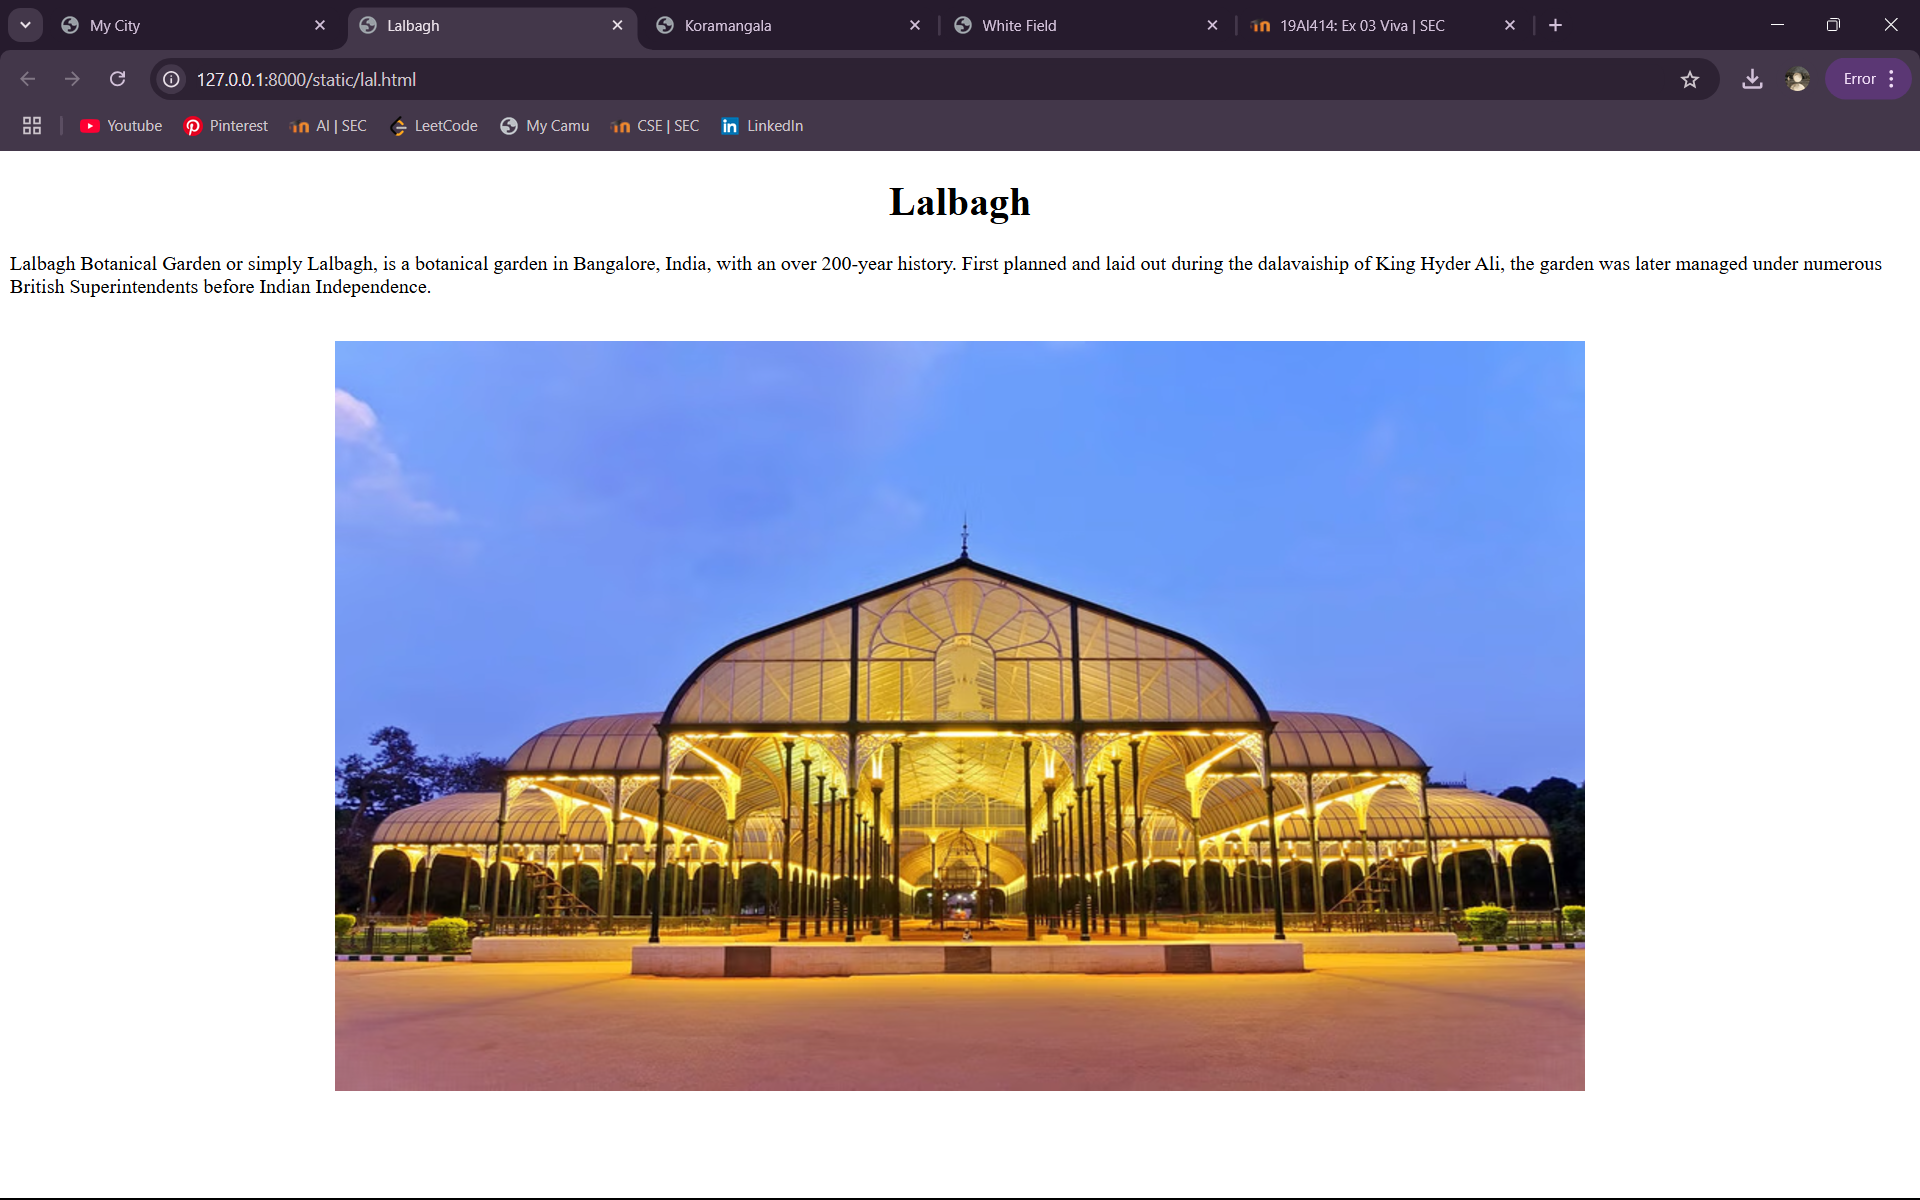 My City
Lalbagh
Koramangala
White Field
19AI414: Ex 03 Viva | SEC
127.0.0.1:8000/static/lal.html
Error
Youtube
Pinterest
AI | SEC
LeetCode
My Camu
CSE | SEC
LinkedIn
Lalbagh
Lalbagh Botanical Garden or simply Lalbagh, is a botanical garden in Bangalore, India, with an over 200-year history. First planned and laid out during the dalavaiship of King Hyder Ali, the garden was later managed under numerous
British Superintendents before Indian Independence.